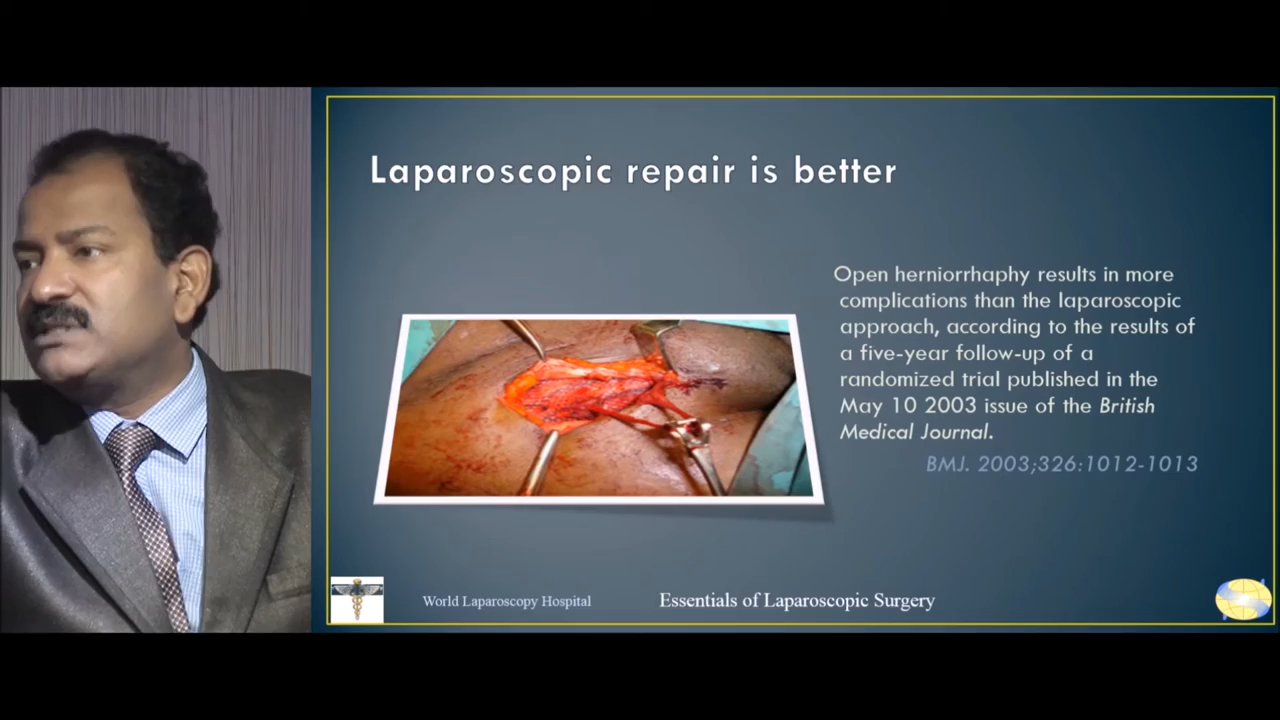 Laparoscopic repair is better
Open herniorrhaphy results in more
complications than the laparoscopic
approach, according to the results of
a five-year follow-up of a
randomized trial published in the
May 10 2003 issue of the British
Medical Journal.
BMJ. 2003;326:1012-1013
World Laparoscopy Hospital
Essentials of Laparoscopic Surgery